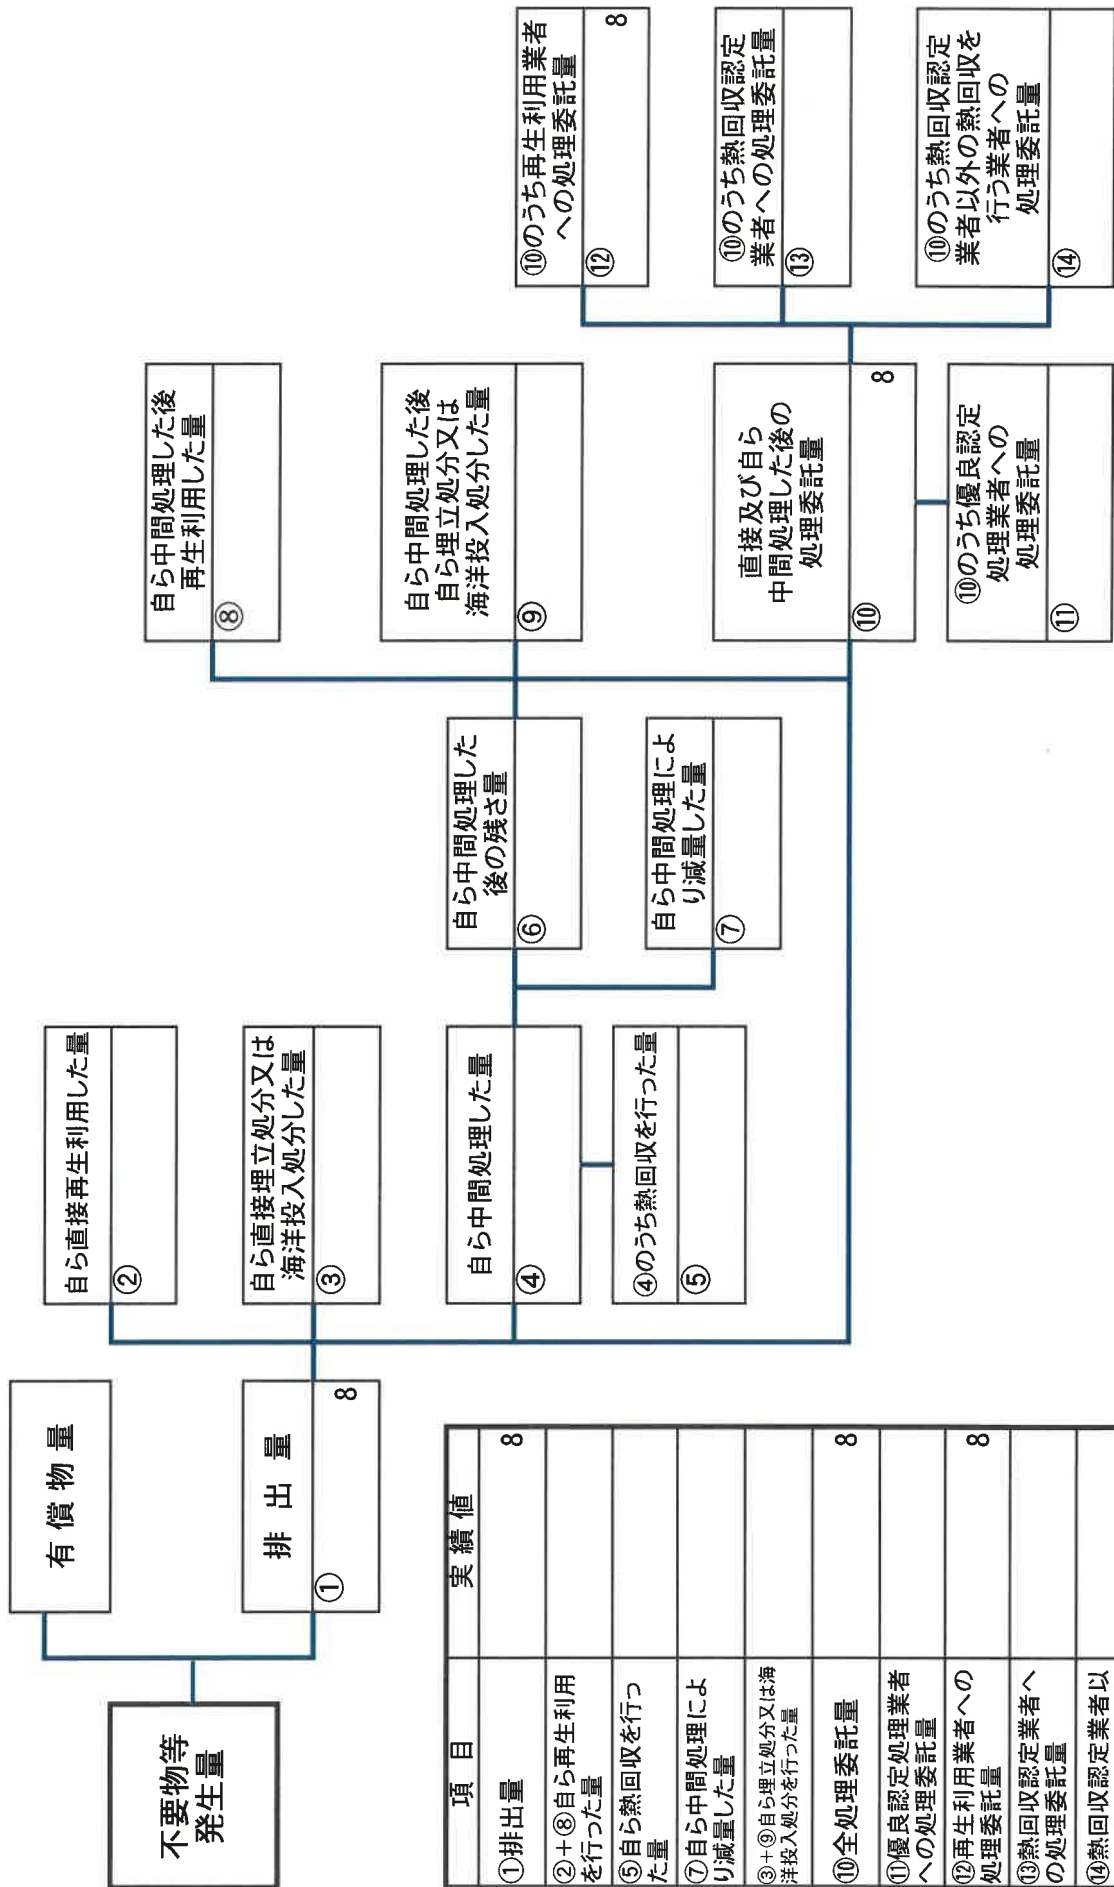 不要物等
発生量
有償物量
排出量
① 8
自ら直接再生利用した量
②
自ら直接埋立処分又は
海洋投入処分した量
③
自ら中間処理した量
④
④のうち熱回収を行った量
⑤
自ら中間処理した
後の残さ量
⑥
自ら中間処理によ
り減量した量
⑦
自ら中間処理した後
再生利用した量
⑧
自ら中間処理した後
自ら埋立処分又は
海洋投入処分した量
⑨
直接及び自ら
中間処理した後の
処理委託量
⑩ 8
⑩のうち優良認定
処理業者への
処理委託量
⑪
⑩のうち再生利用業者
への処理委託量
⑫ 8
⑩のうち熱回収認定
業者への処理委託量
⑬
⑩のうち熱回収認定
業者以外の熱回収を
行う業者への
処理委託量
⑭
項目 実績値
①排出量 8
②+⑧自ら再生利用
を行った量
⑤自ら熱回収を行っ
た量
⑦自ら中間処理によ
り減量した量
③+⑨自ら埋立処分又は海
洋投入処分を行った量
⑩全処理委託量 8
⑪優良認定処理業者
への処理委託量
⑫再生利用業者への
処理委託量 8
⑬熱回収認定業者へ
の処理委託量
⑭熱回収認定業者以